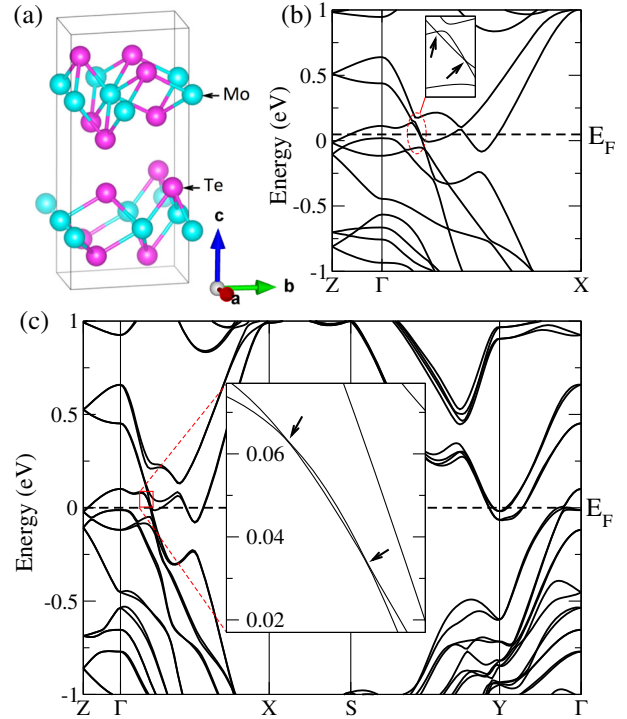 (a)
Mo
Te
c
b
a
(b)
1
0.5
0
-0.5
-1
Energy (eV)
E_F
Z Γ X
(c)
1
0.5
0
-0.5
-1
Energy (eV)
0.06
0.04
0.02
E_F
Z Γ X S Y Γ